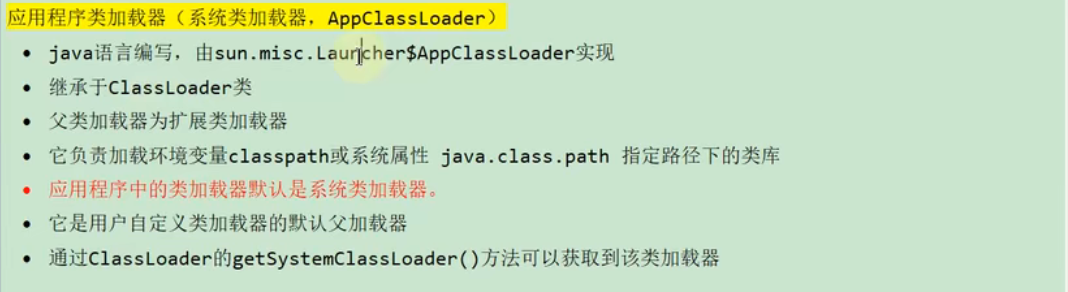 应用程序类加载器（系统类加载器，AppClassLoader）
• java语言编写，由sun.misc.Launcher$AppClassLoader实现
• 继承于ClassLoader类
• 父类加载器为扩展类加载器
• 它负责加载环境变量classpath或系统属性 java.class.path 指定路径下的类库
• 应用程序中的类加载器默认是系统类加载器。
• 它是用户自定义类加载器的默认父加载器
• 通过ClassLoader的getSystemClassLoader()方法可以获取到该类加载器